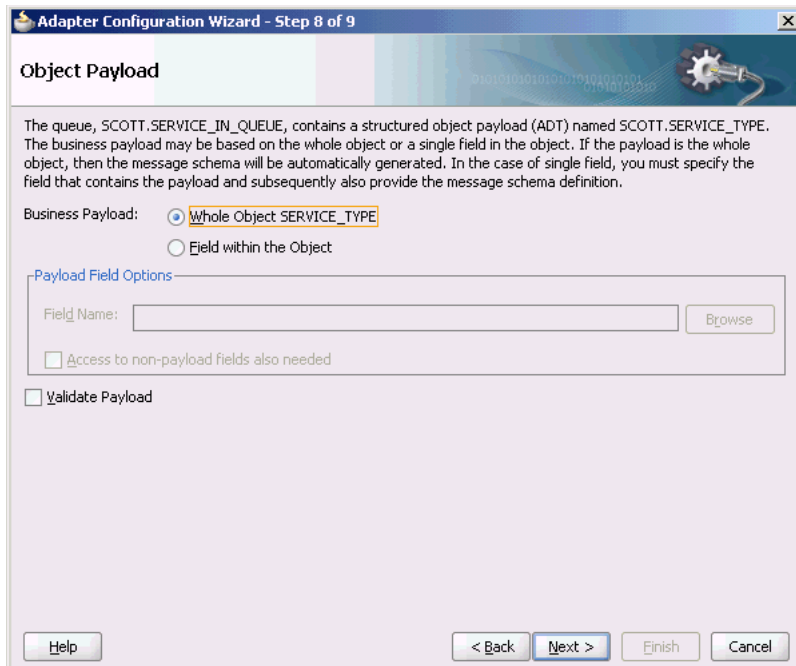 Adapter Configuration Wizard - Step 8 of 9
Object Payload
The queue, SCOTT.SERVICE_IN_QUEUE, contains a structured object payload (ADT) named SCOTT.SERVICE_TYPE.
The business payload may be based on the whole object or a single field in the object. If the payload is the whole
object, then the message schema will be automatically generated. In the case of single field, you must specify the
field that contains the payload and subsequently also provide the message schema definition.
Business Payload: Whole Object SERVICE_TYPE
Field within the Object
Payload Field Options
Field Name: Browse
Access to non-payload fields also needed
Validate Payload
Help < Back Next > Finish Cancel